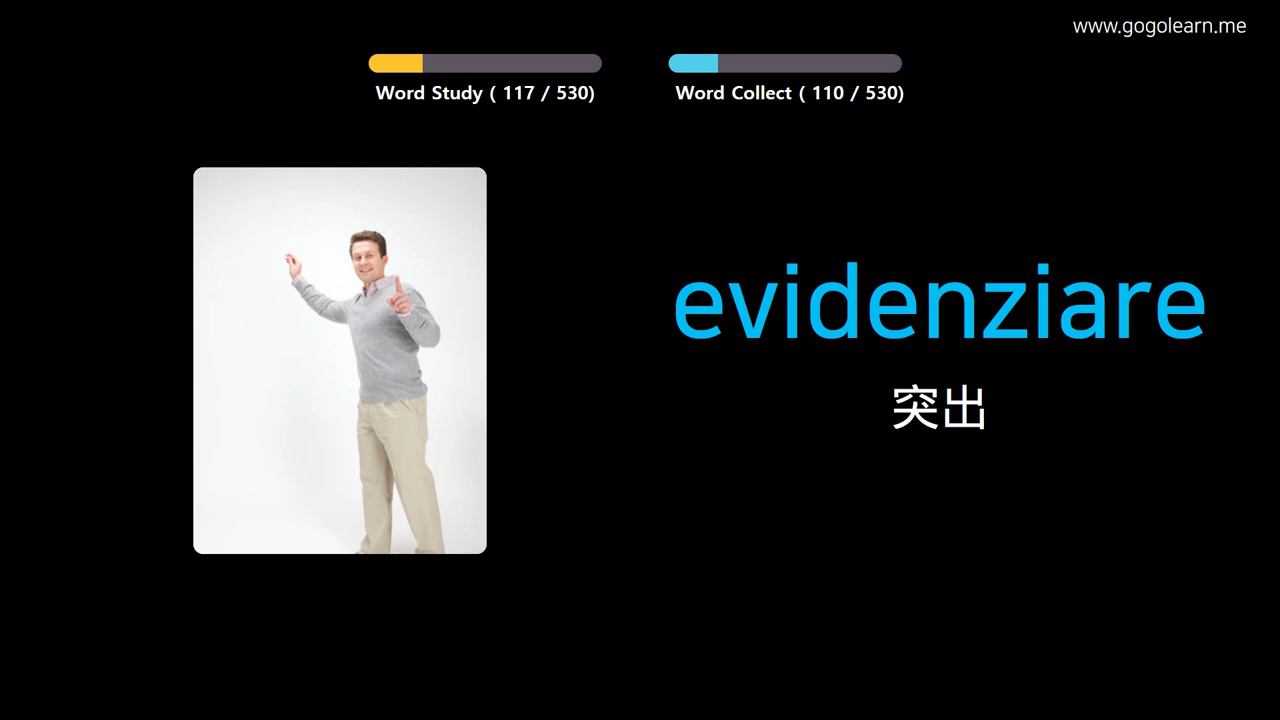 www.gogolearn.me
Word Study ( 117 / 530)
Word Collect ( 110 / 530)
evidenziare
突出